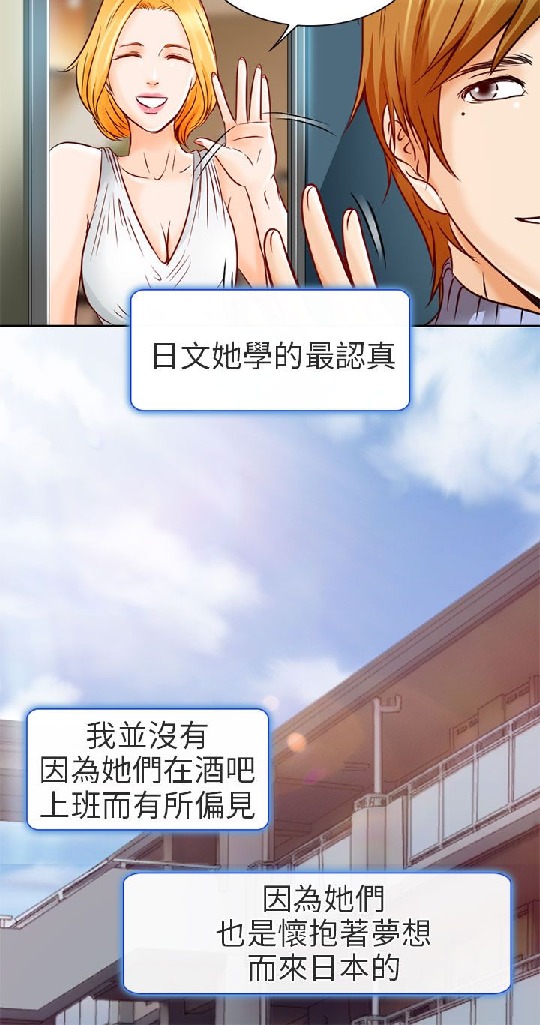 日文她學的最認真
我並沒有
因為她們在酒吧
上班而有所偏見
因為她們
也是懷抱著夢想
而來日本的